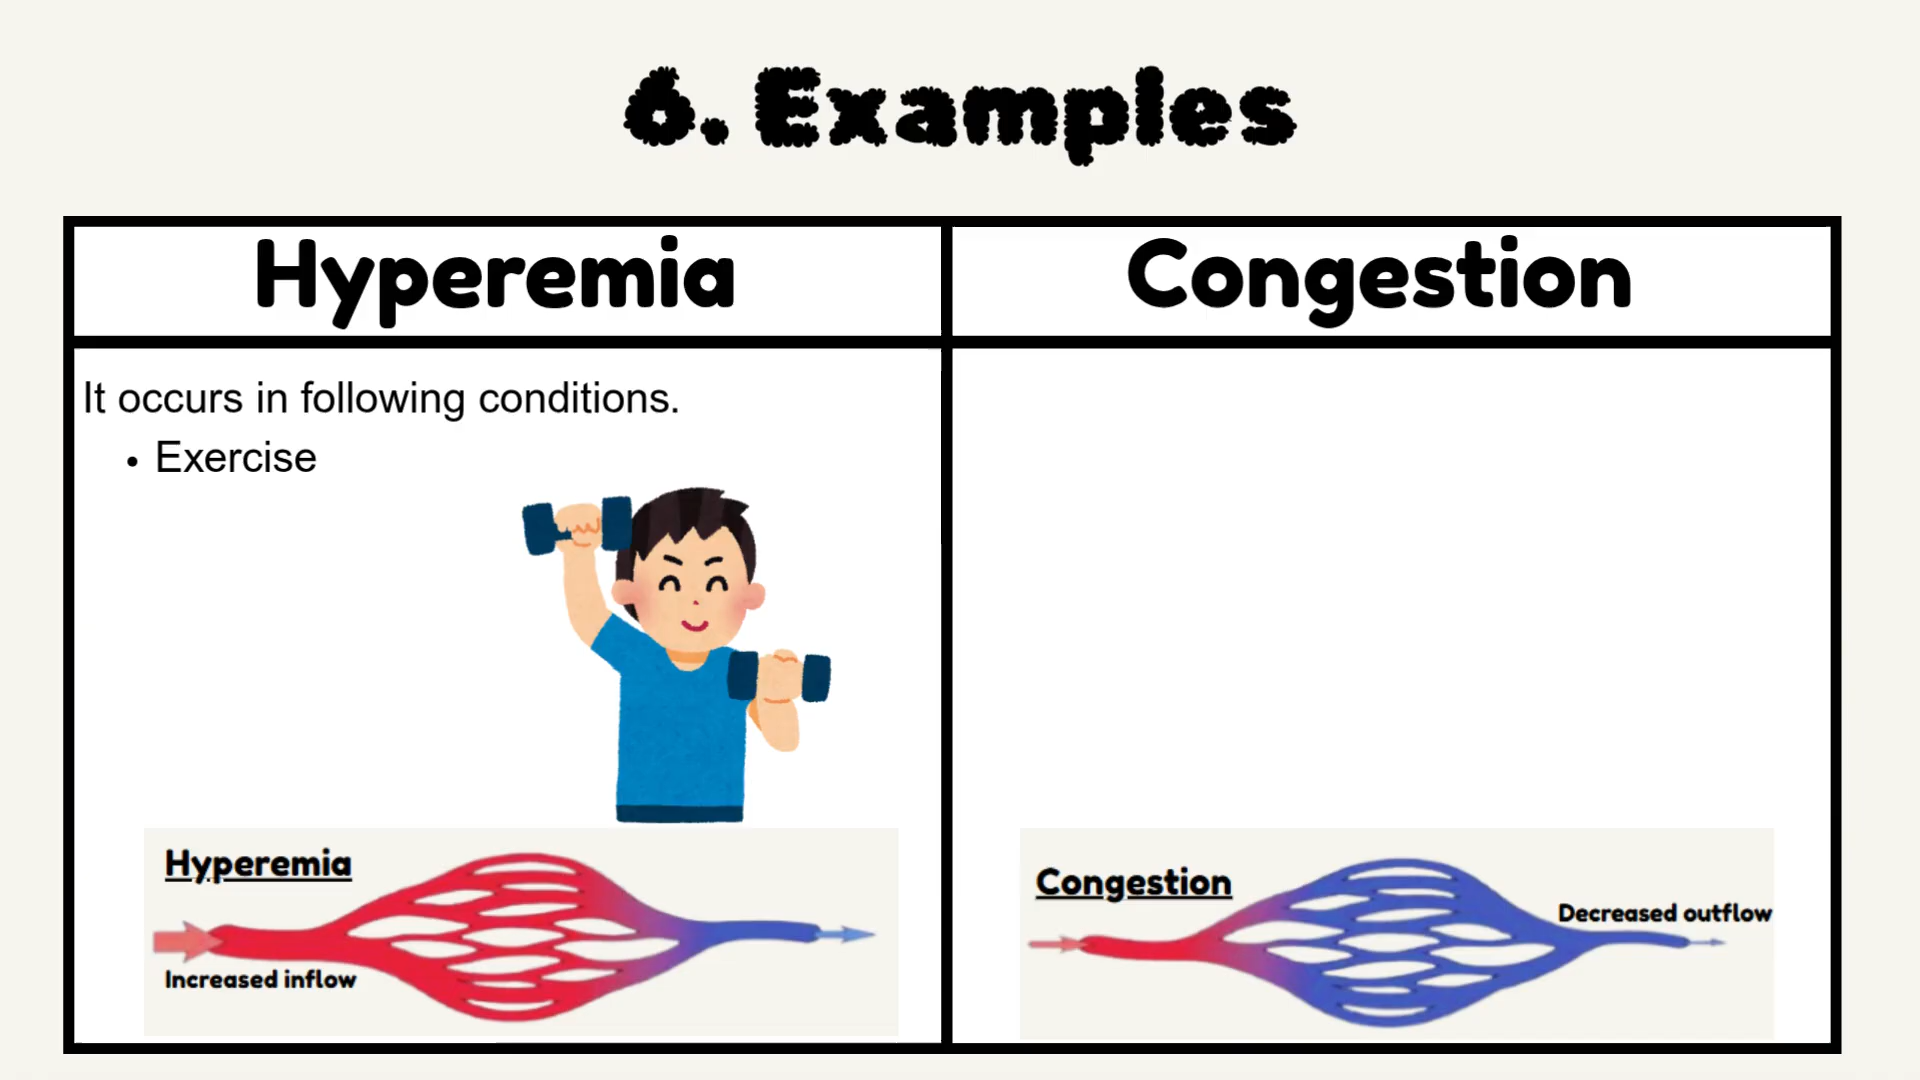 6. Examples
Hyperemia
Congestion
It occurs in following conditions.
• Exercise
Hyperemia
Increased inflow
Congestion
Decreased outflow